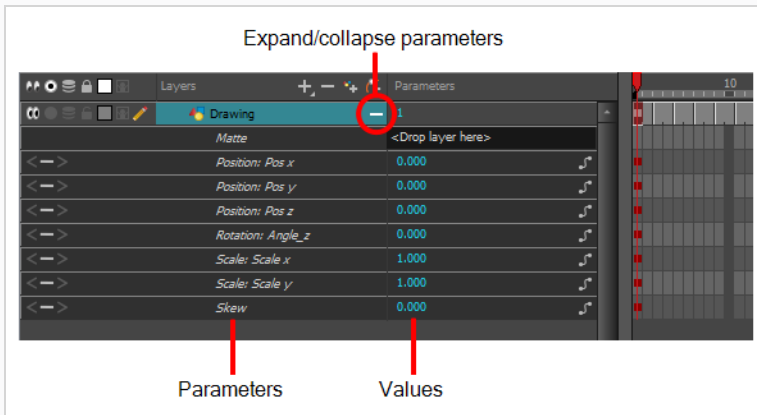 Expand/collapse parameters
Layers Parameters 10
Drawing 1
Matte <Drop layer here>
Position: Pos x 0.000
Position: Pos y 0.000
Position: Pos z 0.000
Rotation: Angle_z 0.000
Scale: Scale x 1.000
Scale: Scale y 1.000
Skew 0.000
Parameters Values